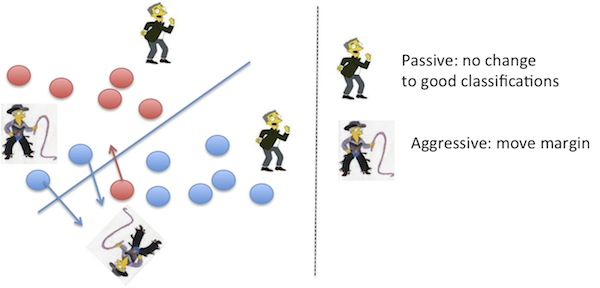 Passive: no change
to good classifications
Aggressive: move margin